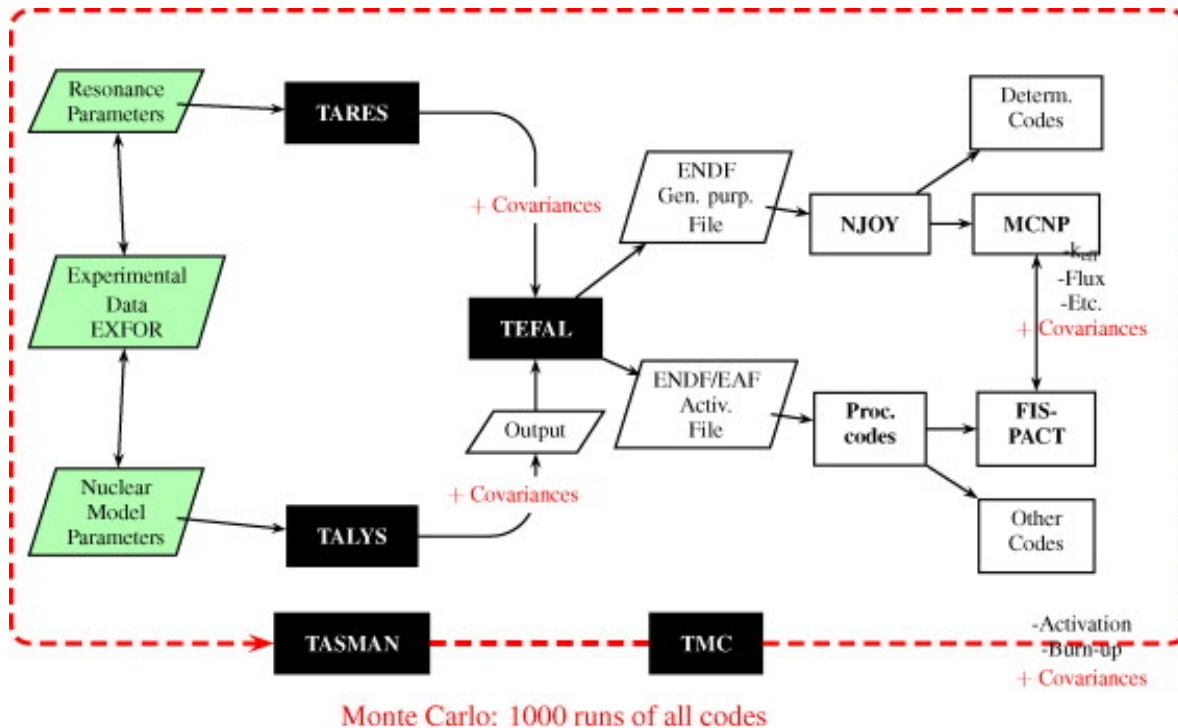 Resonance
Parameters
TARES
Determ.
Codes
+ Covariances
ENDF
Gen. purp.
File
NJOY
MCNP
-keff
-Flux
-Etc.
+ Covariances
Experimental
Data
EXFOR
TEFAL
Output
ENDF/EAF
Activ.
File
Proc.
codes
FIS-
PACT
+ Covariances
Nuclear
Model
Parameters
TALYS
Other
Codes
TASMAN
TMC
-Activation
-Burn-up
+ Covariances
Monte Carlo: 1000 runs of all codes